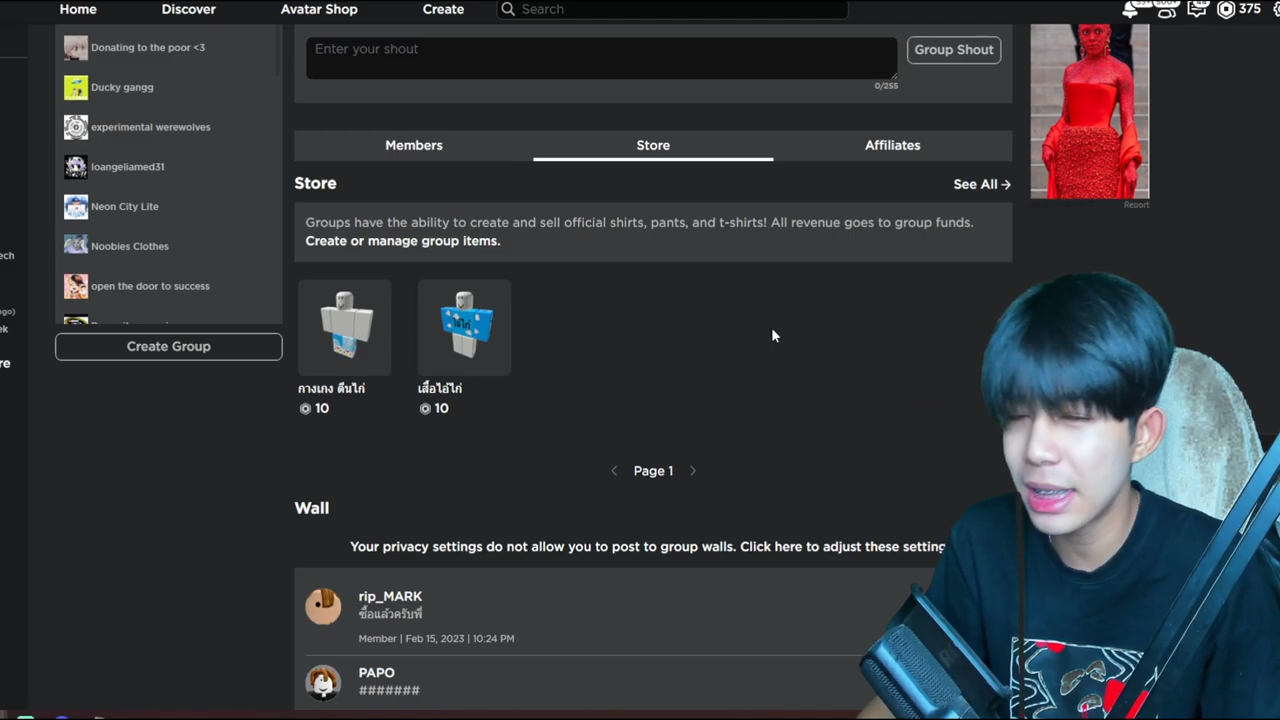 Home
Discover
Avatar Shop
Create
Search
375
Donating to the poor <3
Ducky gangg
experimental werewolves
loangeliamed31
Neon City Lite
Noobies Clothes
open the door to success
Create Group
Enter your shout
Group Shout
0/255
Members
Store
Affiliates
Store
See All
Groups have the ability to create and sell official shirts, pants, and t-shirts! All revenue goes to group funds.
Create or manage group items.
กางเกง ตีนไก่
10
เสื้อไอ้ไก่
10
Page 1
Wall
Your privacy settings do not allow you to post to group walls. Click here to adjust these setting
rip_MARK
ซื้อแล้วครับพี่
Member | Feb 15, 2023 | 10:24 PM
PAPO
#######
Report